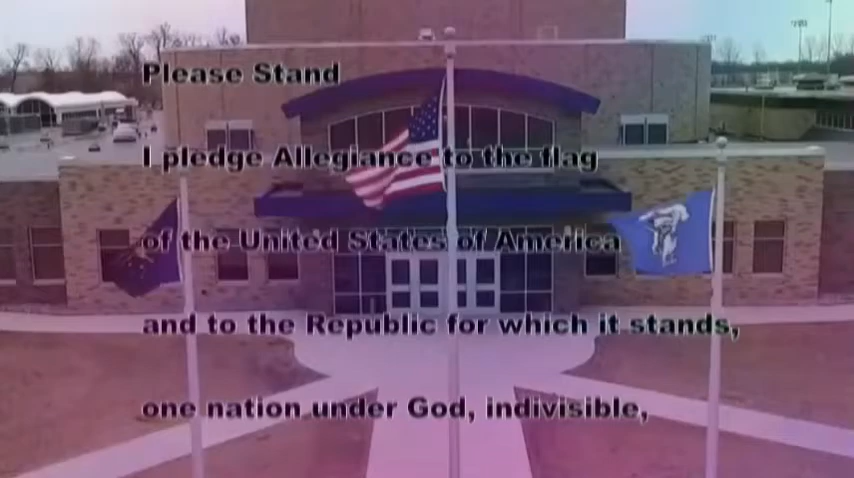 Please Stand
I pledge Allegiance to the flag
of the United States of America
and to the Republic for which it stands,
one nation under God, indivisible,